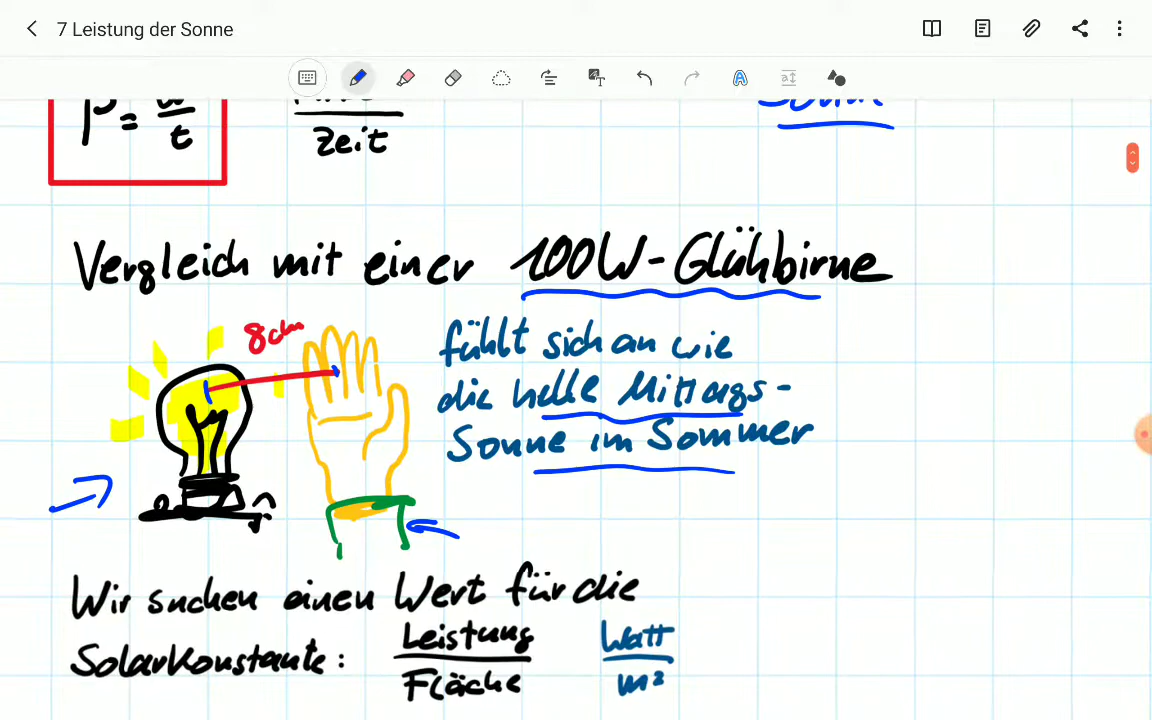 7 Leistung der Sonne
P = W/t
Zeit
Vergleich mit einer 100W-Glühbirne
8cm
fühlt sich an wie
die helle Mittags-
Sonne im Sommer
Wir suchen einen Wert für die
Solarkonstante: Leistung/Fläche Watt/m²